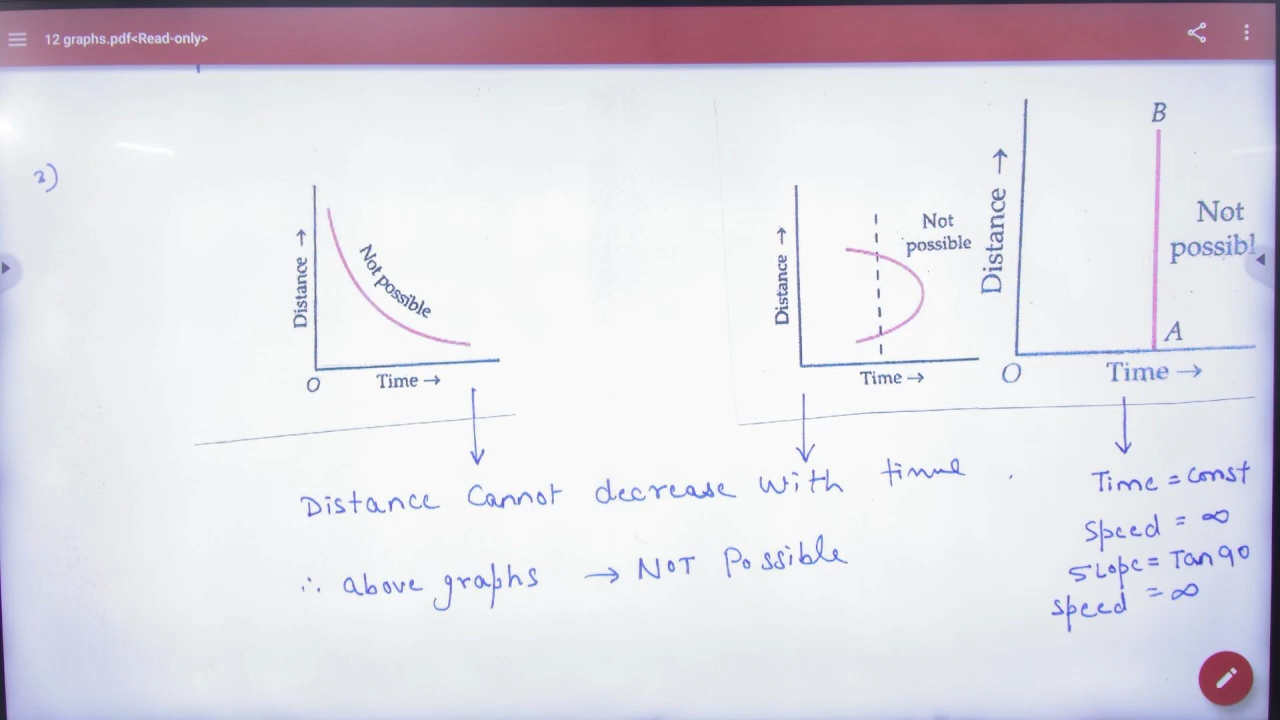 12 graphs.pdf<Read-only>
Distance →
Not possible
O
Time →
Distance →
Not
possible
Time →
Distance →
B
Not
possibl
A
O
Time →
Distance Cannot decrease with time .
∴ above graphs → NOT Possible
Time = const
Speed = ∞
Slope = Tan 90
speed = ∞